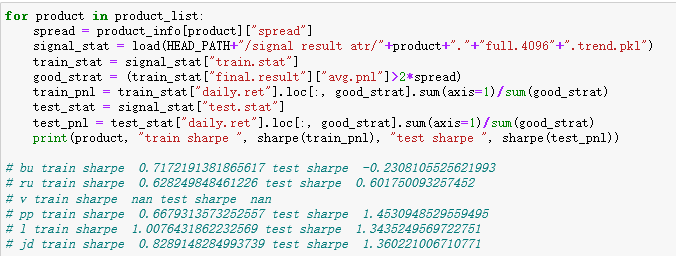 for product in product_list:
    spread = product_info[product]["spread"]
    signal_stat = load(HEAD_PATH+"/signal result atr/"+product+"."+"full.4096"+".trend.pkl")
    train_stat = signal_stat["train.stat"]
    good_strat = (train_stat["final.result"]["avg.pnl"]>2*spread)
    train_pnl = train_stat["daily.ret"].loc[:, good_strat].sum(axis=1)/sum(good_strat)
    test_stat = signal_stat["test.stat"]
    test_pnl = test_stat["daily.ret"].loc[:, good_strat].sum(axis=1)/sum(good_strat)
    print(product, "train sharpe ", sharpe(train_pnl), "test sharpe ", sharpe(test_pnl))
# bu train sharpe  0.7172191381865617 test sharpe  -0.2308105525621993
# ru train sharpe  0.628249848461226 test sharpe  0.601750093257452
# v train sharpe  nan test sharpe  nan
# pp train sharpe  0.6679313573252557 test sharpe  1.4530948529559495
# l train sharpe  1.0076431862232569 test sharpe  1.3435249569722751
# jd train sharpe  0.8289148284993739 test sharpe  1.360221006710771